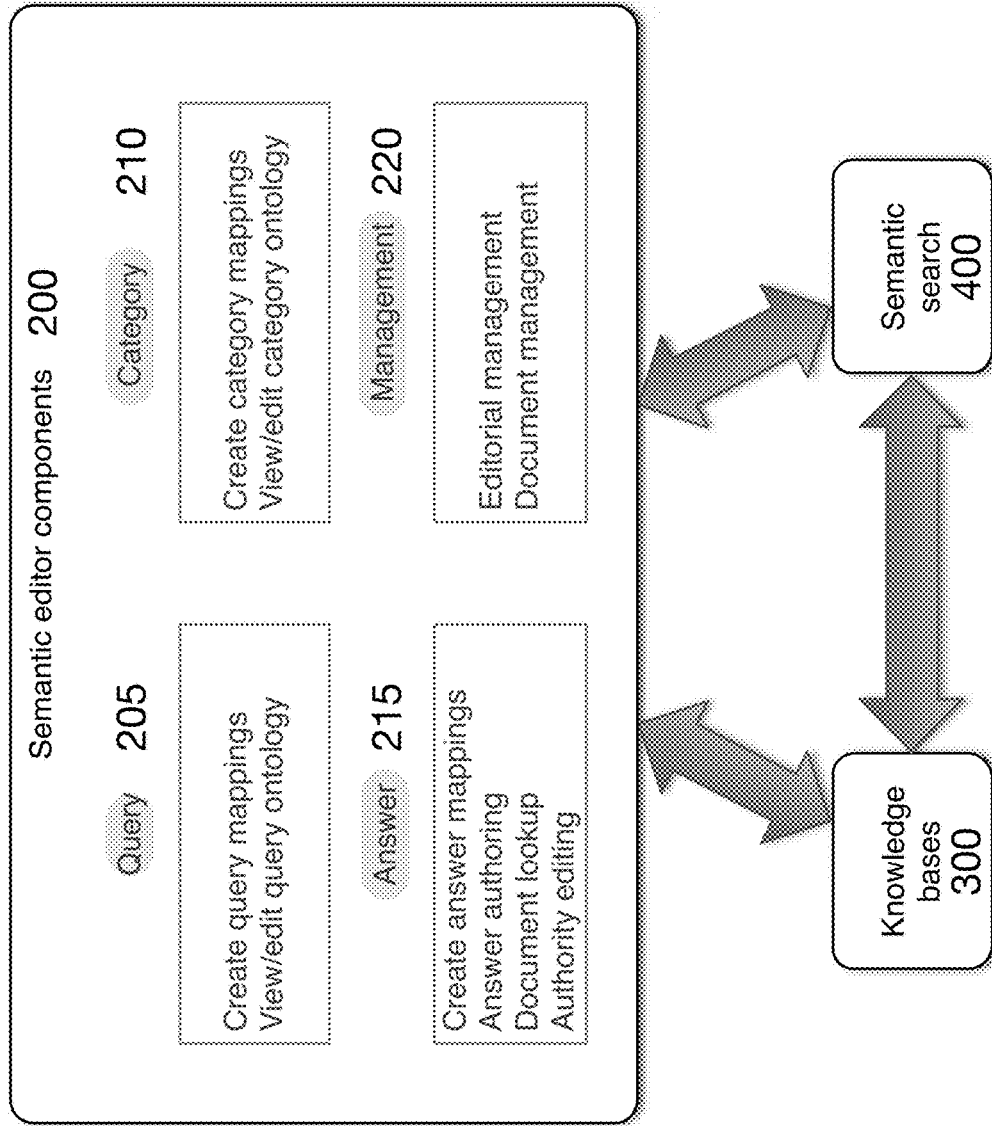 Semantic editor components 200
Query 205
Create query mappings
View/edit query ontology
Category 210
Create category mappings
View/edit category ontology
Answer 215
Create answer mappings
Answer authoring
Document lookup
Authority editing
Management 220
Editorial management
Document management
Knowledge
bases
300
Semantic
search
400